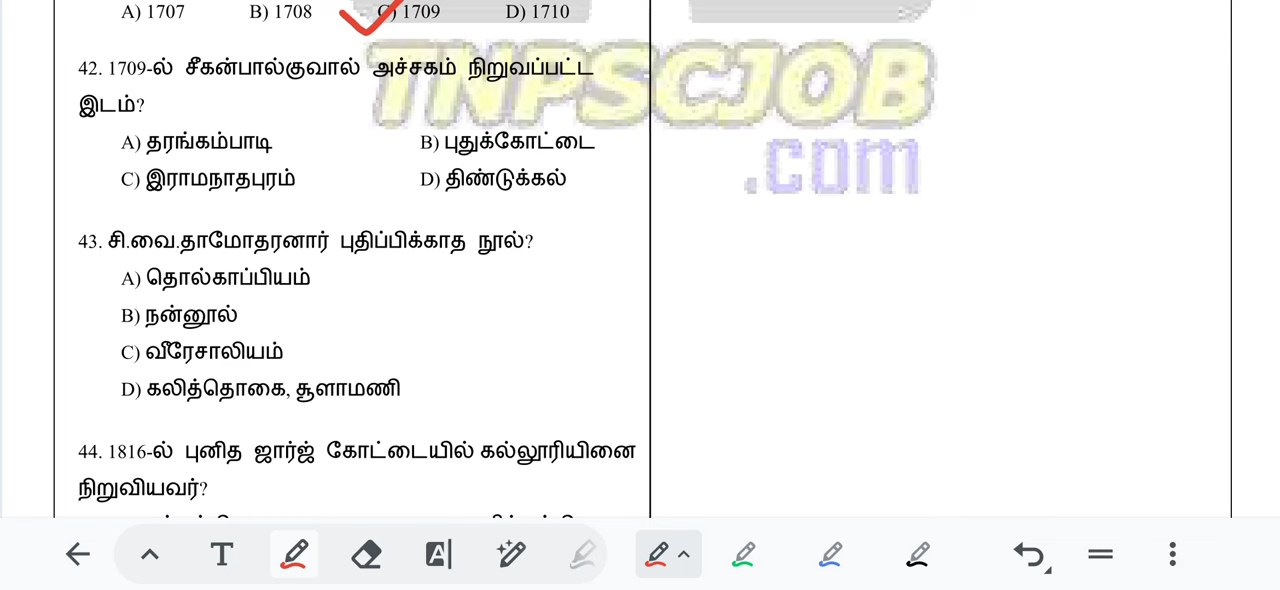 A) 1707 B) 1708 C) 1709 D) 1710
TNPSCJOB
.com
42. 1709-ல் சீகன்பால்குவால் அச்சகம் நிறுவப்பட்ட
இடம்?
A) தரங்கம்பாடி B) புதுக்கோட்டை
C) இராமநாதபுரம் D) திண்டுக்கல்
43. சி.வை.தாமோதரனார் புதிப்பிக்காத நூல்?
A) தொல்காப்பியம்
B) நன்னூல்
C) வீரேசாலியம்
D) கலித்தொகை, சூளாமணி
44. 1816-ல் புனித ஜார்ஜ் கோட்டையில் கல்லூரியினை
நிறுவியவர்?